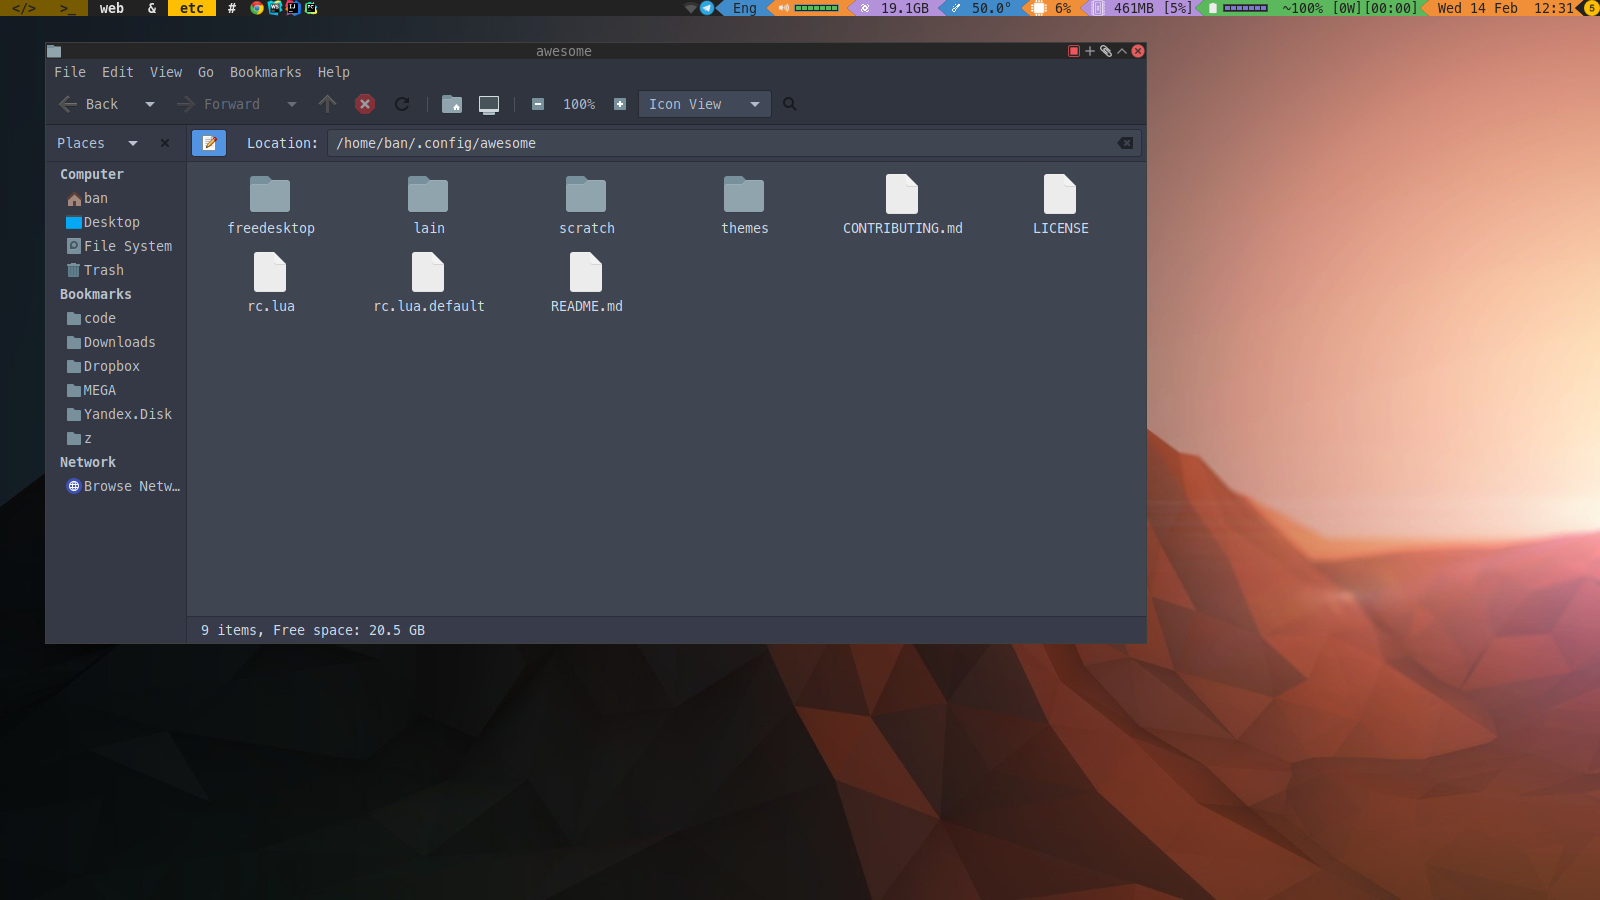 </> >_ web & etc # Eng 19.1GB 50.0° 6% 461MB [5%] ~100% [0W][00:00] Wed 14 Feb 12:31 5
awesome
File Edit View Go Bookmarks Help
Back Forward 100% Icon View
Places Location: /home/ban/.config/awesome
Computer
ban
Desktop
File System
Trash
Bookmarks
code
Downloads
Dropbox
MEGA
Yandex.Disk
z
Network
Browse Netw…
freedesktop lain scratch themes CONTRIBUTING.md LICENSE
rc.lua rc.lua.default README.md
9 items, Free space: 20.5 GB